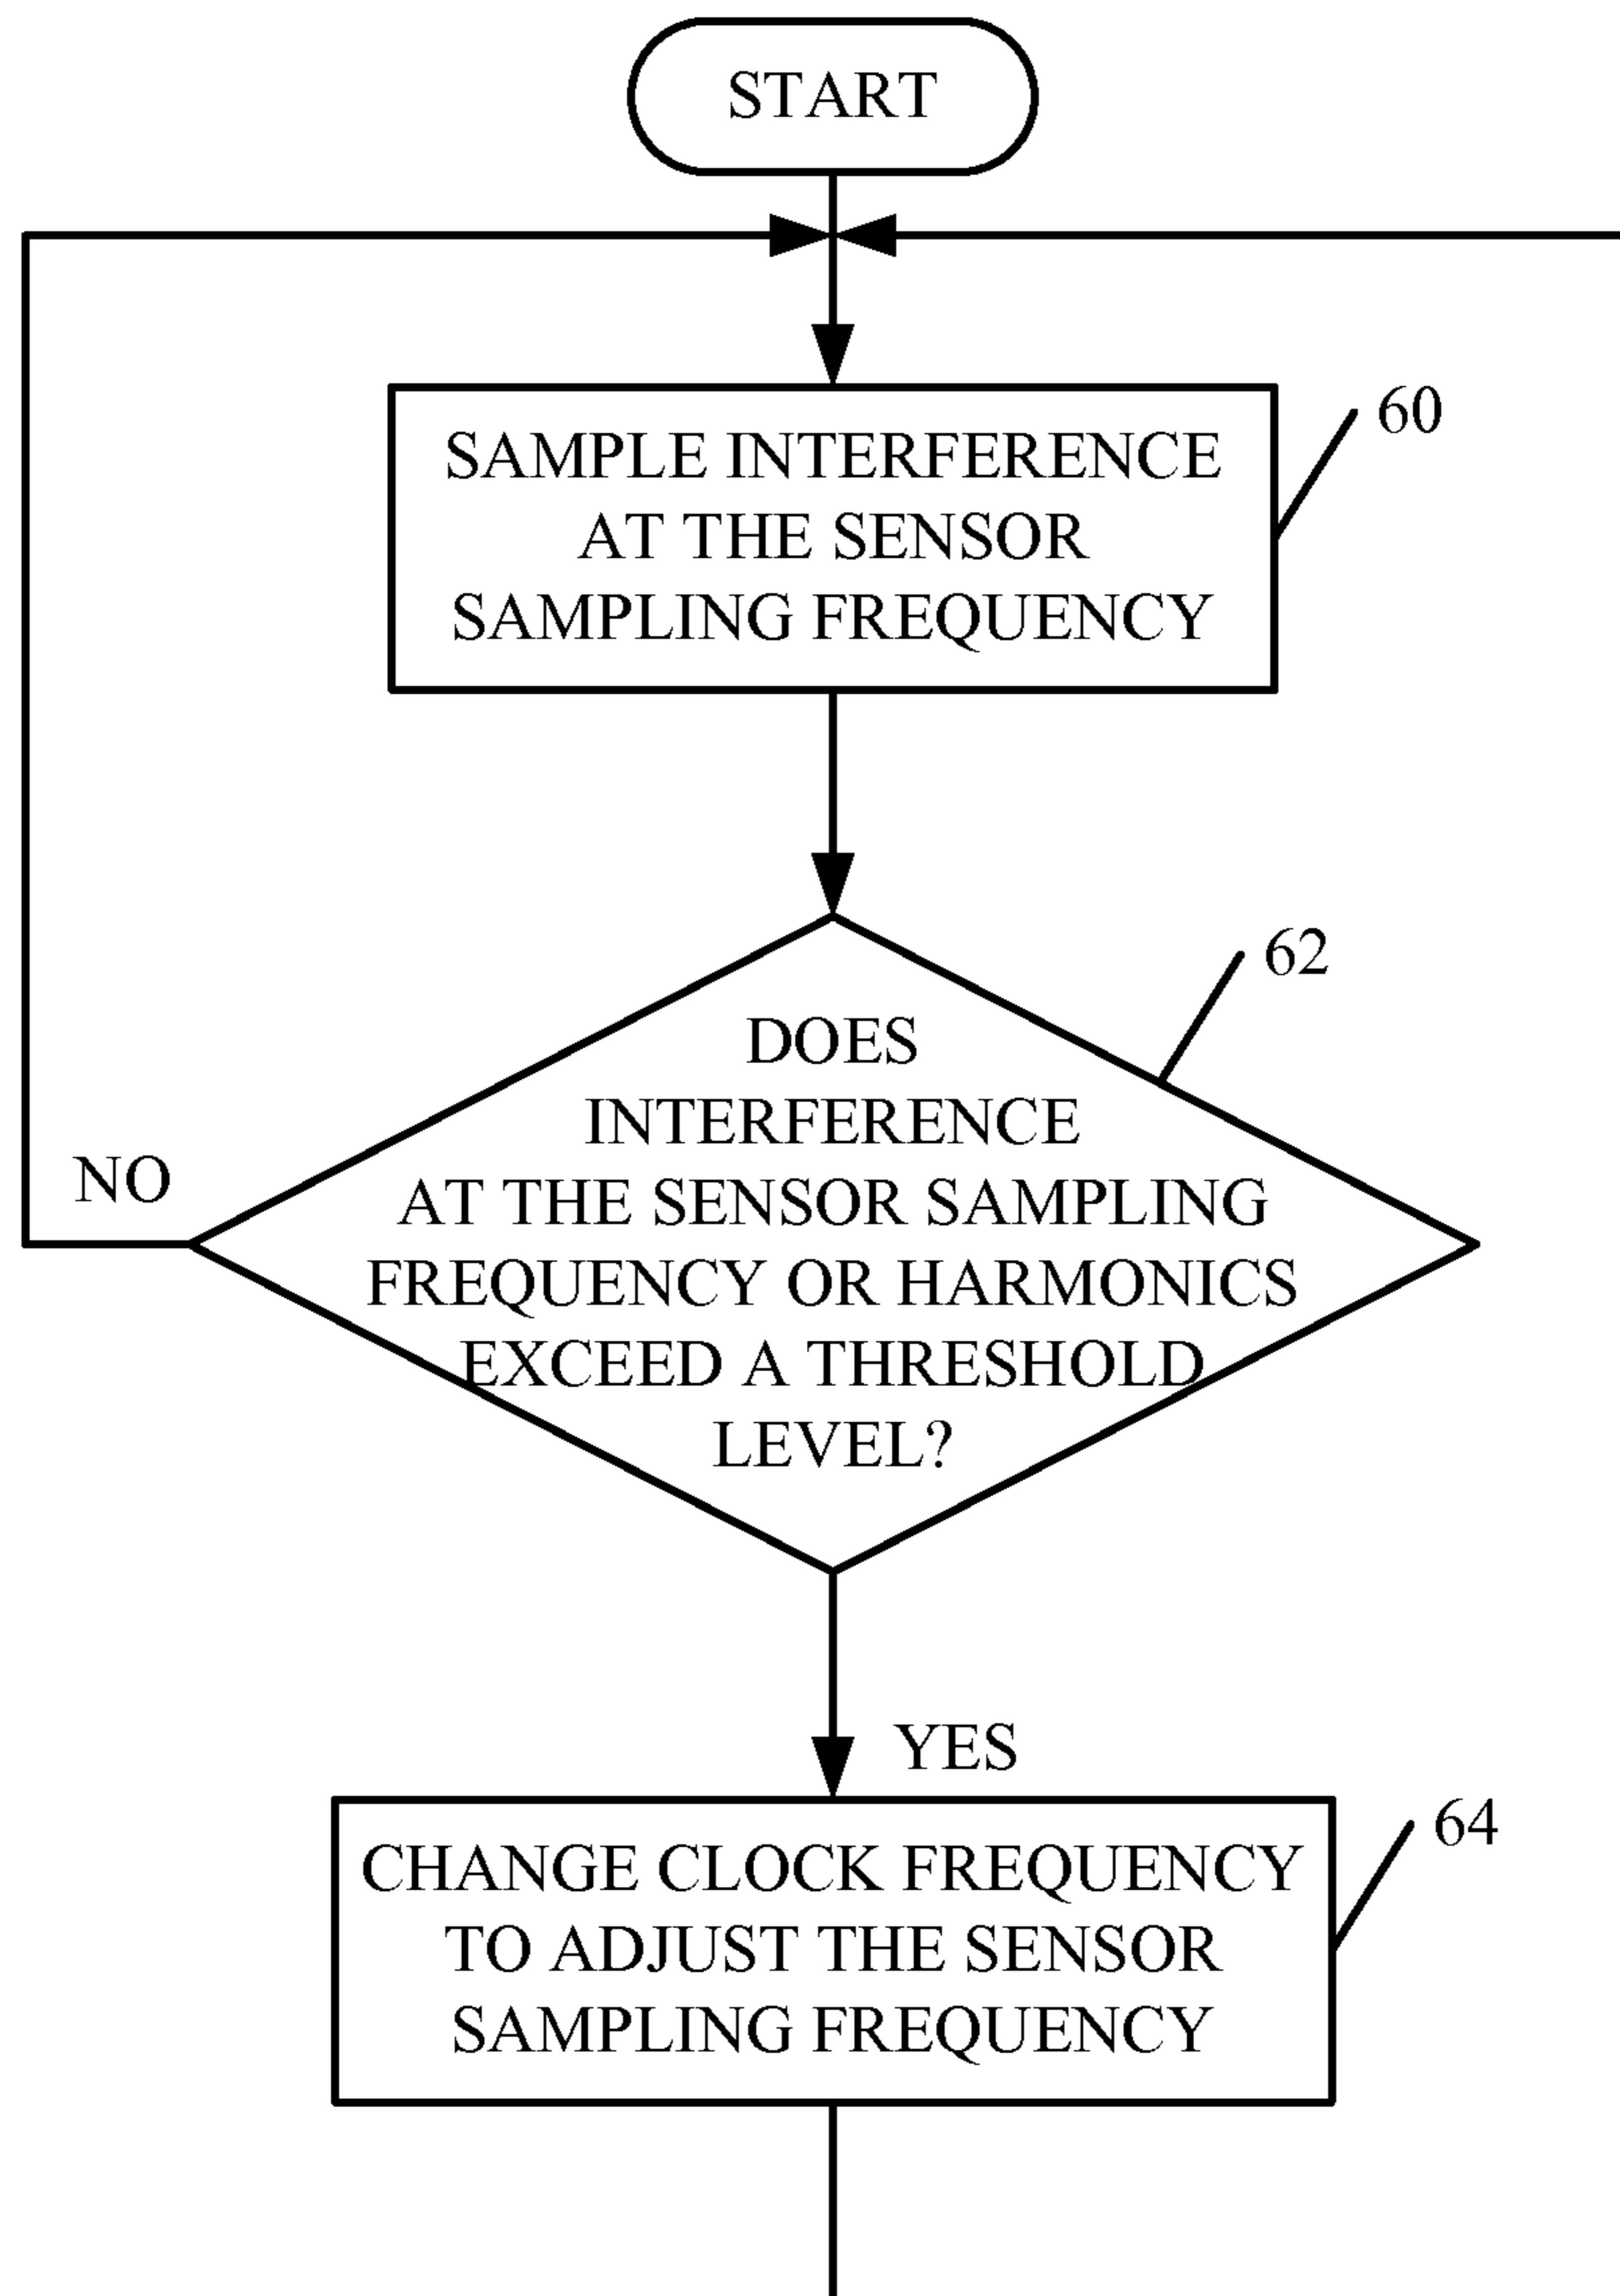 START
SAMPLE INTERFERENCE
AT THE SENSOR
SAMPLING FREQUENCY
60
DOES
INTERFERENCE
AT THE SENSOR SAMPLING
FREQUENCY OR HARMONICS
EXCEED A THRESHOLD
LEVEL?
62
NO
YES
CHANGE CLOCK FREQUENCY
TO ADJUST THE SENSOR
SAMPLING FREQUENCY
64